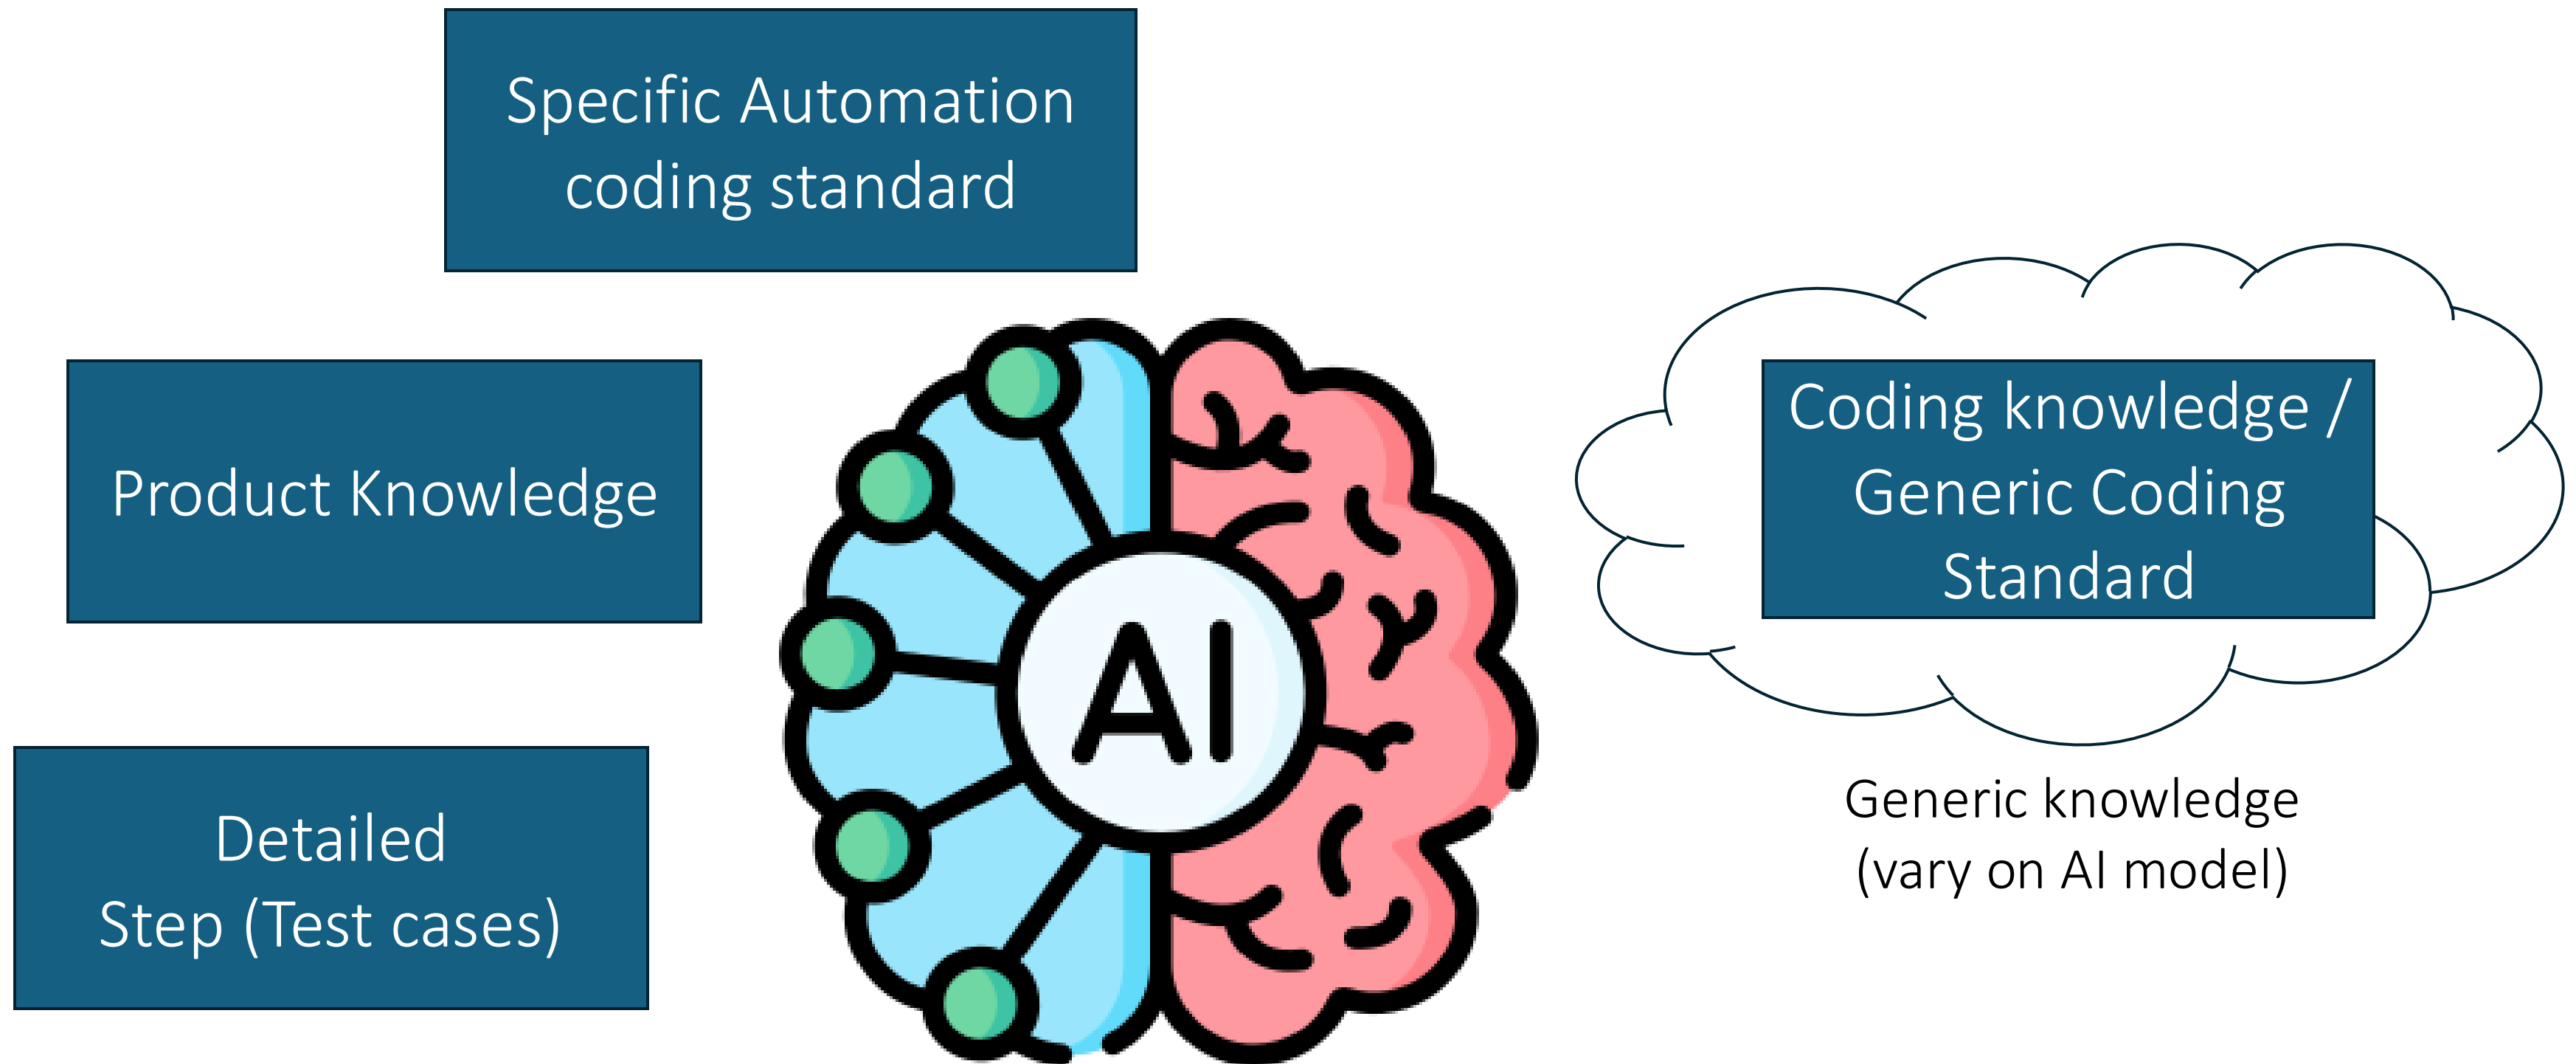 Specific Automation
coding standard
Product Knowledge
Detailed
Step (Test cases)
AI
Coding knowledge /
Generic Coding
Standard
Generic knowledge
(vary on AI model)